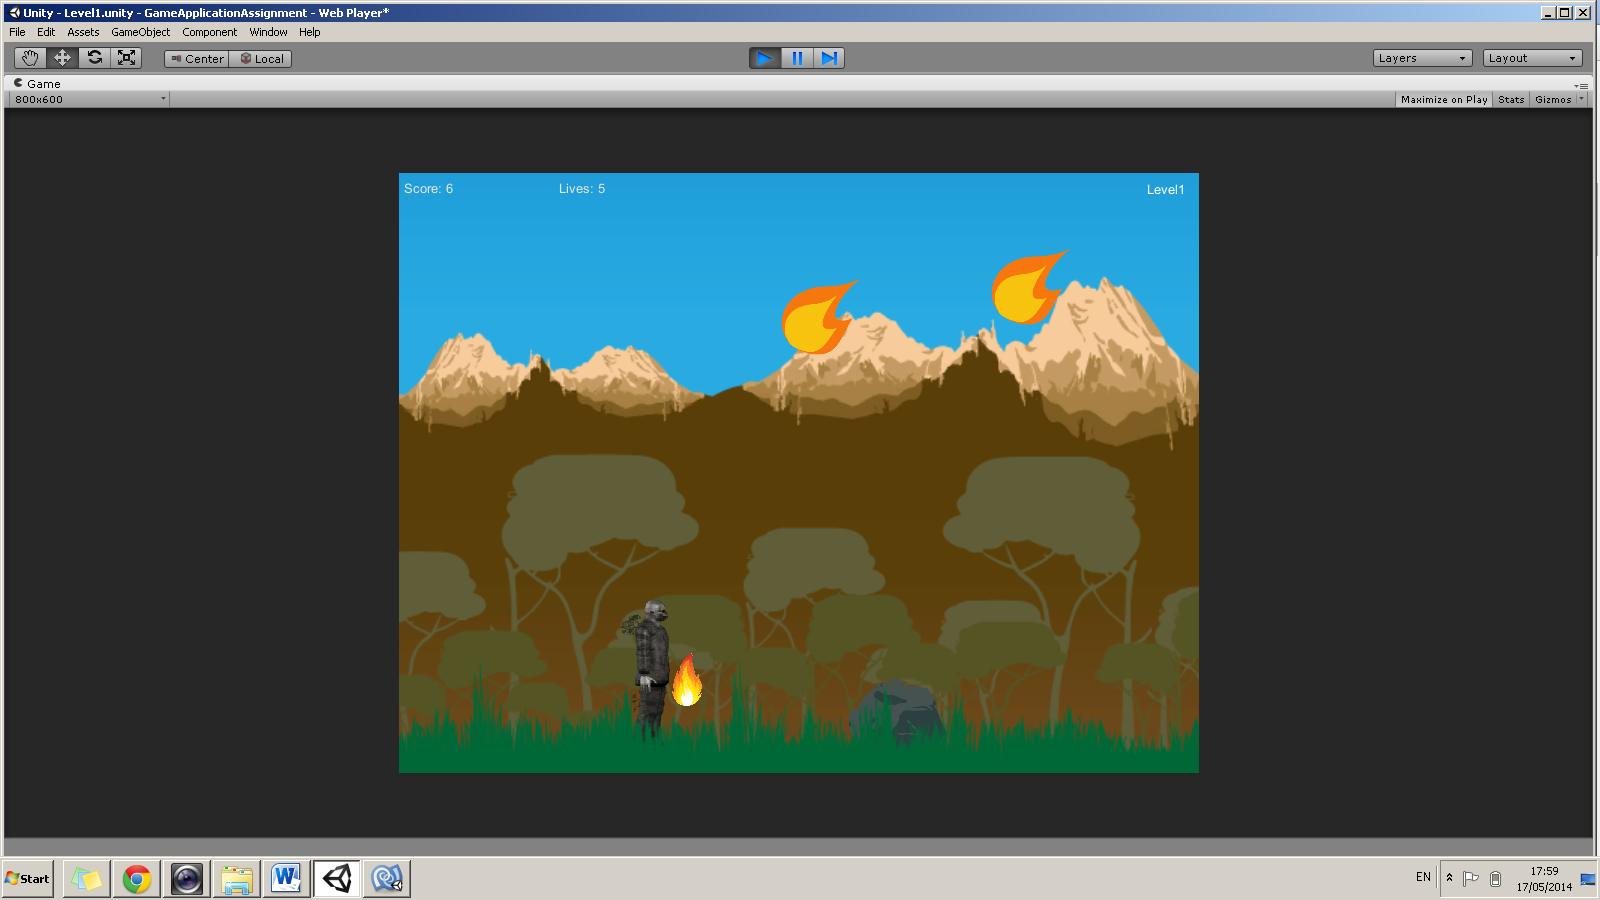 Unity - Level1.unity - GameApplicationAssignment - Web Player*
File Edit Assets GameObject Component Window Help
Center Local Layers Layout
Game
800x600 Maximize on Play Stats Gizmos
Score: 6 Lives: 5 Level1
Start EN 17:59
17/05/2014